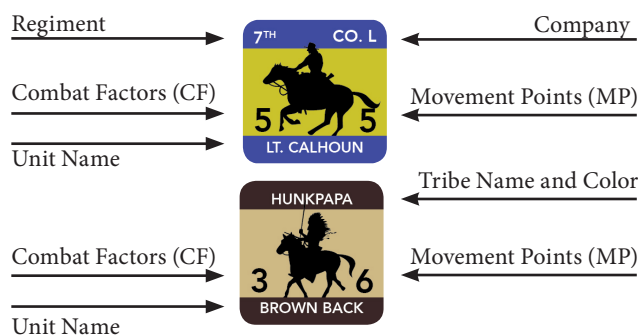 Regiment
7TH CO. L
Company
Combat Factors (CF)
Movement Points (MP)
5 5
Unit Name
LT. CALHOUN
Tribe Name and Color
HUNKPAPA
Combat Factors (CF)
Movement Points (MP)
3 6
Unit Name
BROWN BACK